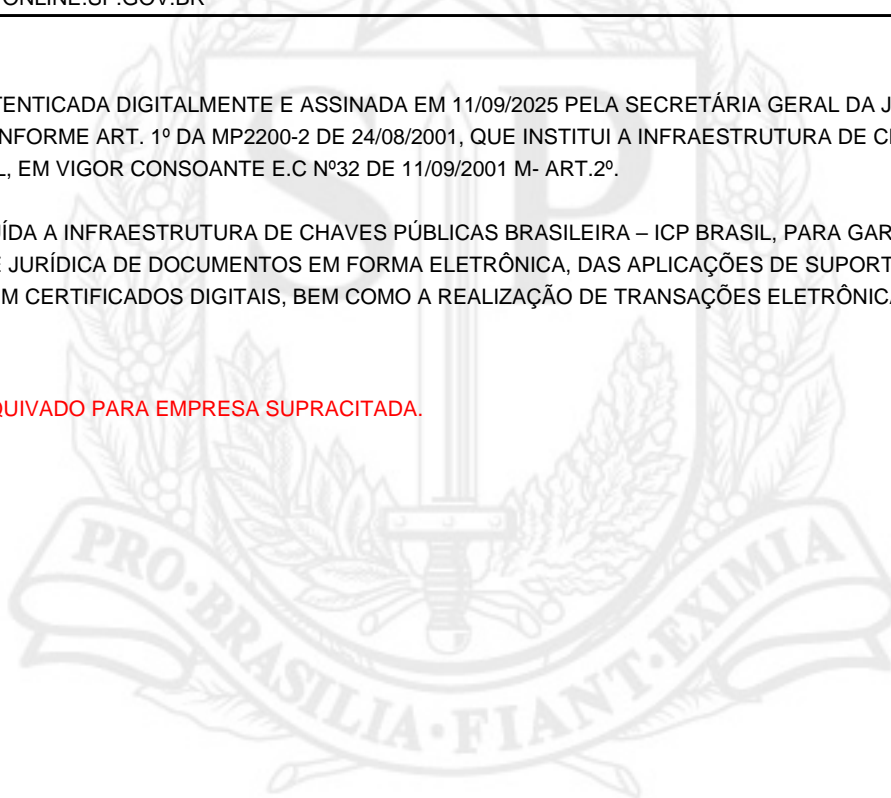 ONLINE.SP.GOV.BR
TENTICADA DIGITALMENTE E ASSINADA EM 11/09/2025 PELA SECRETÁRIA GERAL DA J
NFORME ART. 1º DA MP2200-2 DE 24/08/2001, QUE INSTITUI A INFRAESTRUTURA DE C
L, EM VIGOR CONSOANTE E.C Nº32 DE 11/09/2001 M- ART.2º.
UÍDA A INFRAESTRUTURA DE CHAVES PÚBLICAS BRASILEIRA – ICP BRASIL, PARA GAR
E JURÍDICA DE DOCUMENTOS EM FORMA ELETRÔNICA, DAS APLICAÇÕES DE SUPORT
M CERTIFICADOS DIGITAIS, BEM COMO A REALIZAÇÃO DE TRANSAÇÕES ELETRÔNICA
QUIVADO PARA EMPRESA SUPRACITADA.
SP
PRO·BRASILIA·FIANT·EXIMIA